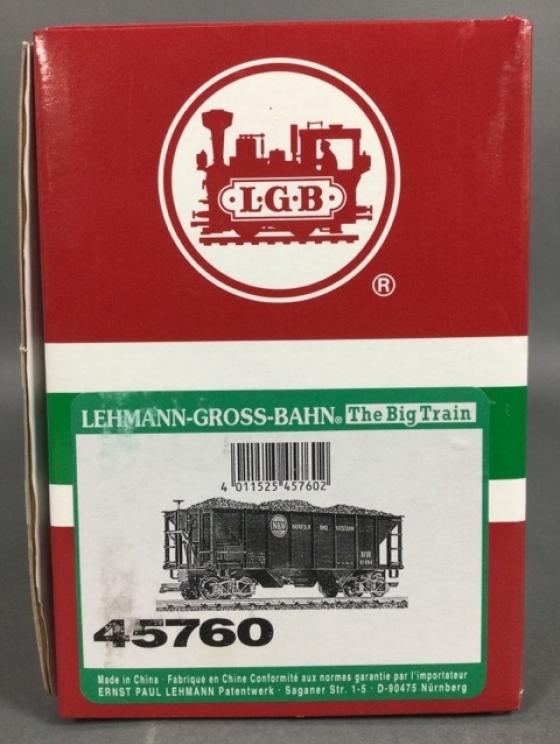 L·G·B
®
LEHMANN-GROSS-BAHN® The Big Train
4 011525 457602
N&W NORFOLK AND WESTERN
N&W
45760
Made in China · Fabriqué en Chine Conformité aux normes garantie par l'importateur
ERNST PAUL LEHMANN Patentwerk · Saganer Str. 1-5 · D-90475 Nürnberg